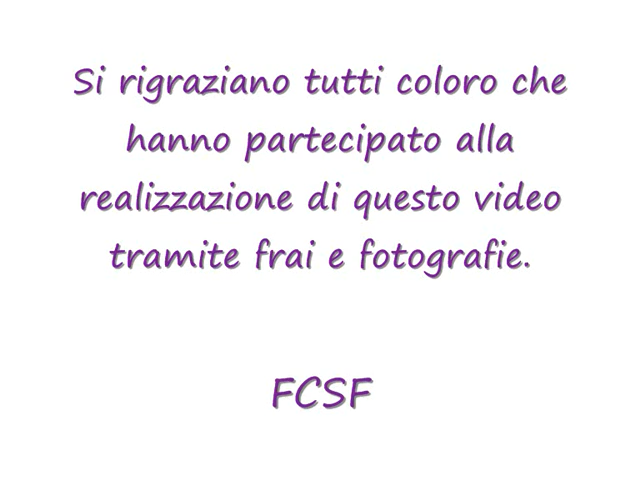 Si rigraziano tutti coloro che
hanno partecipato alla
realizzazione di questo video
tramite frai e fotografie.
FCSF